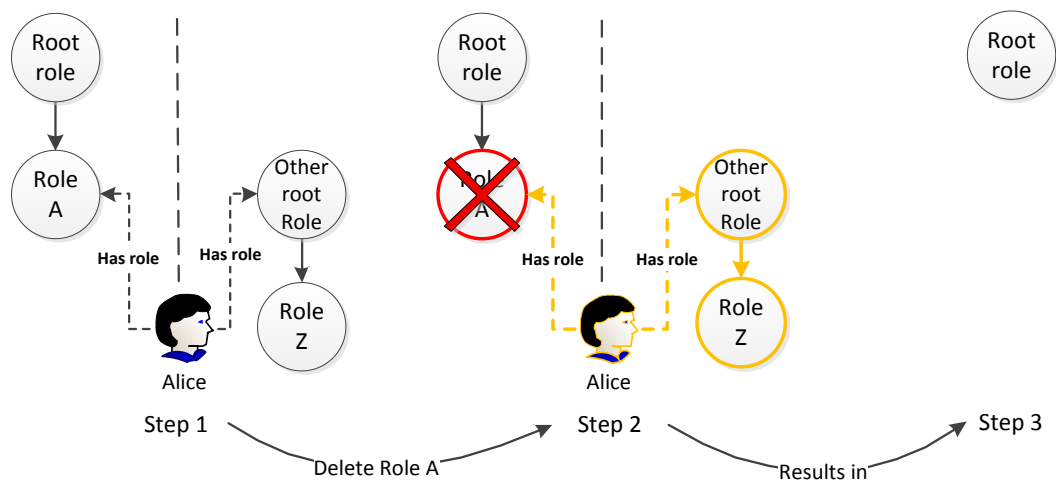 Root
role
Role
A
Other
root
Role
Has role
Has role
Role
Z
Alice
Step 1
Delete Role A
Root
role
Role
A
Other
root
Role
Has role
Has role
Role
Z
Alice
Step 2
Results in
Root
role
Step 3